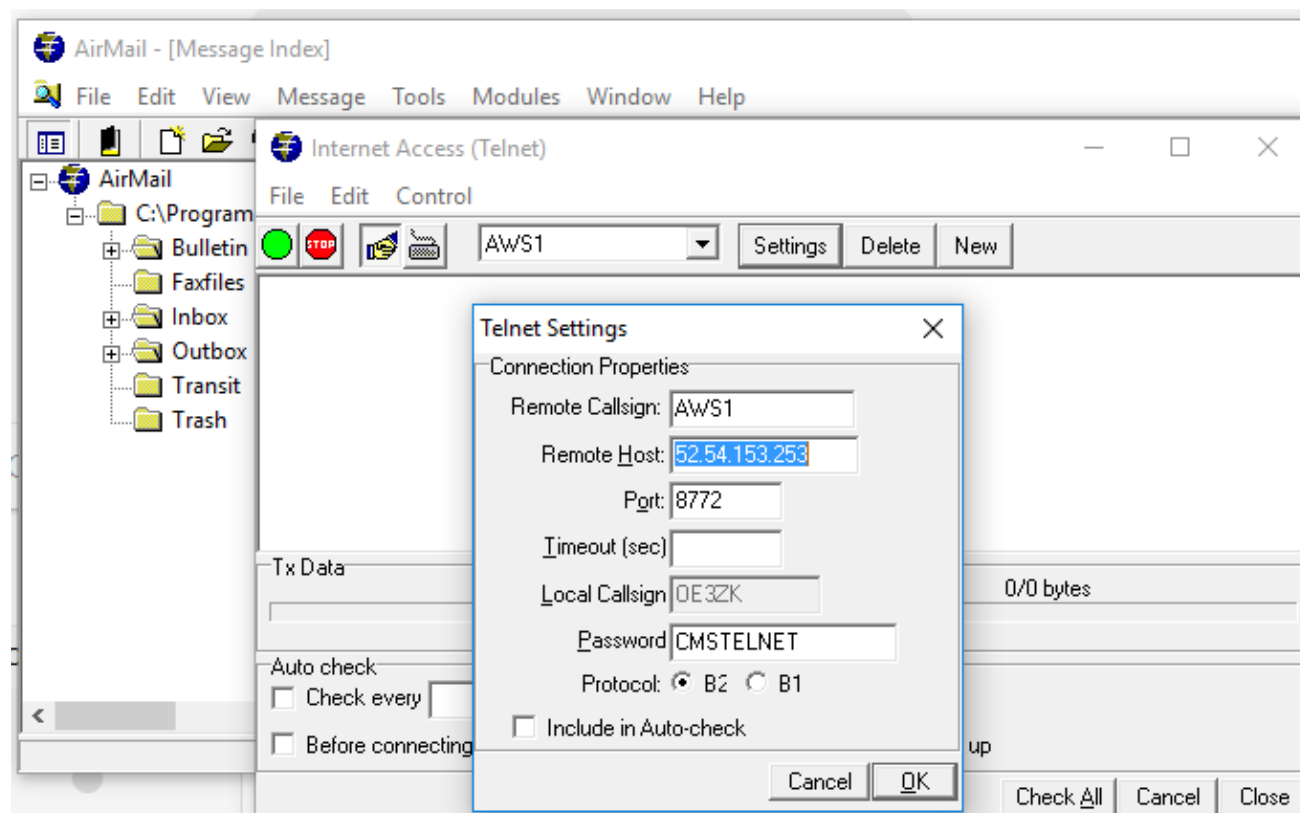 AirMail - [Message Index]
File Edit View Message Tools Modules Window Help
AirMail
C:\Program
Bulletin
Faxfiles
Inbox
Outbox
Transit
Trash
Internet Access (Telnet)
File Edit Control
STOP
AWS1 Settings Delete New
Telnet Settings
Connection Properties
Remote Callsign: AWS1
Remote Host: 52.54.153.253
Port: 8772
Timeout (sec)
Local Callsign OE3ZK
Password CMSTELNET
Protocol: B2 B1
Include in Auto-check
Cancel OK
Tx Data
0/0 bytes
Auto check
Check every
Before connecting
up
Check All Cancel Close